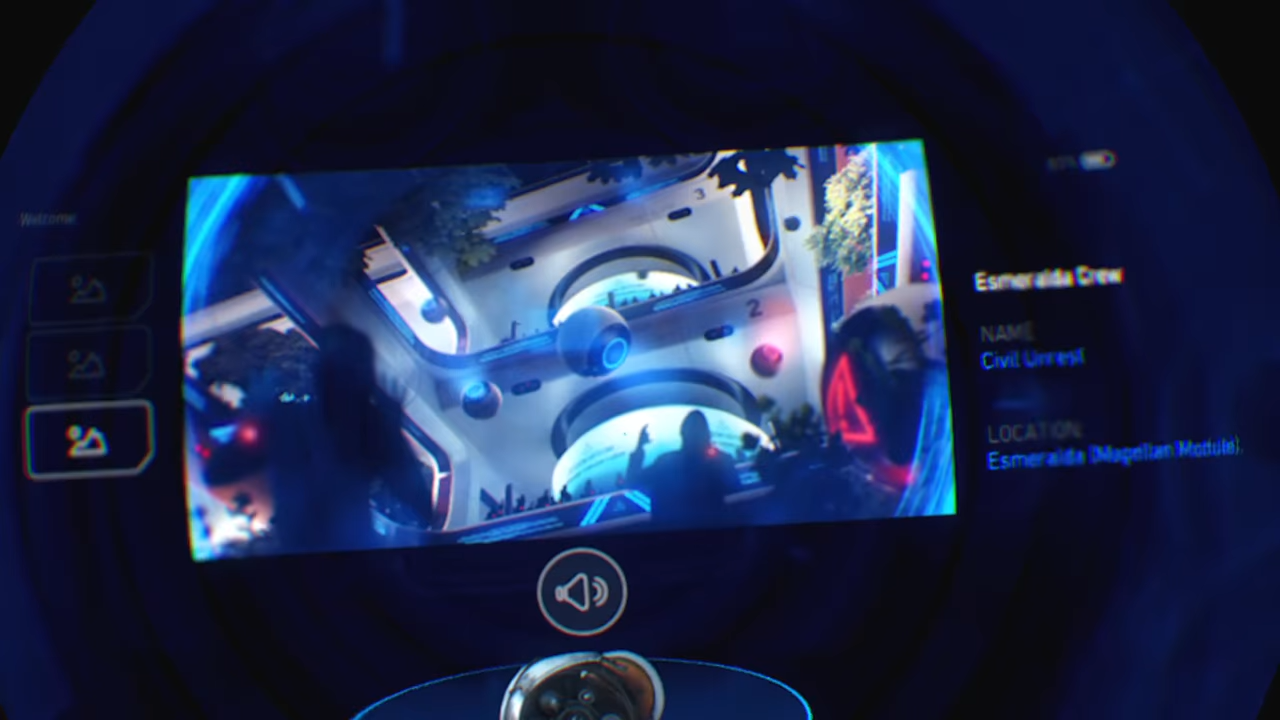 Welcome
3
2
Esmeralda Crew
NAME
Civil Unrest
LOCATION:
Esmeralda (Magellan Module).